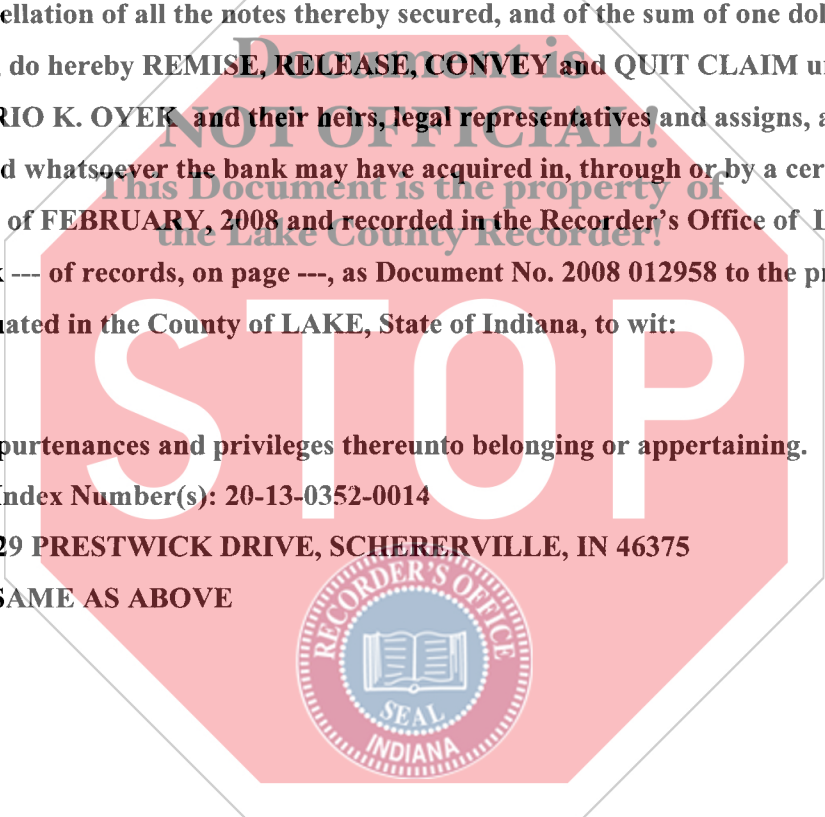 ellation of all the notes thereby secured, and of the sum of one dol
do hereby REMISE, RELEASE, CONVEY and QUIT CLAIM u
RIO K. OYEK and their heirs, legal representatives and assigns, a
d whatsoever the bank may have acquired in, through or by a cer
of FEBRUARY, 2008 and recorded in the Recorder's Office of L
--- of records, on page ---, as Document No. 2008 012958 to the pr
uated in the County of LAKE, State of Indiana, to wit:
purtenances and privileges thereunto belonging or appertaining.
Index Number(s): 20-13-0352-0014
29 PRESTWICK DRIVE, SCHERERVILLE, IN 46375
SAME AS ABOVE
Document is
NOT OFFICIAL!
This Document is the property of
the Lake County Recorder!
STOP
RECORDER'S OFFICE
SEAL
INDIANA